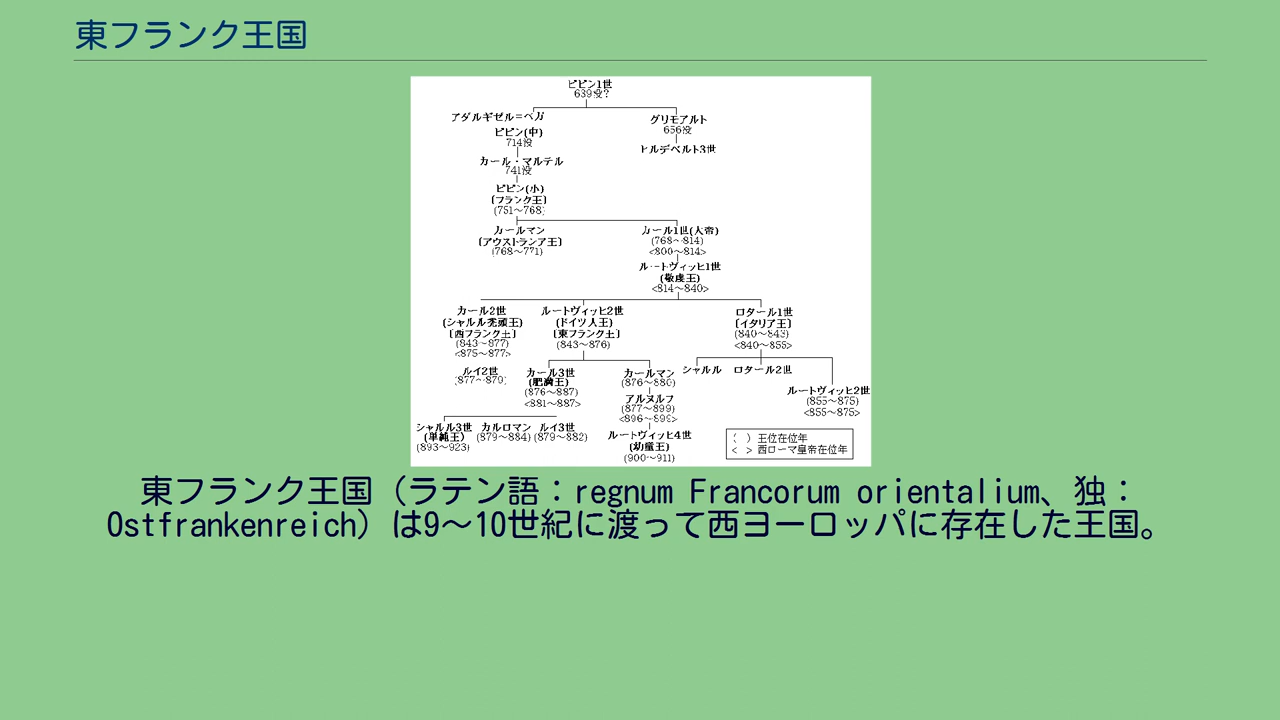 東フランク王国
ピピン1世
639没?
アダルギゼル=ベガ
グリモアルト
656没
ピピン(中)
714没
ヒルデベルト3世
カール・マルテル
741没
ピピン(小)
〔フランク王〕
(751～768)
カールマン
〔アウストラシア王〕
(768～771)
カール1世(大帝)
(768～814)
<800～814>
ルートヴィッヒ1世
(敬虔王)
<814～840>
カール2世
(シャルル禿頭王)
〔西フランク王〕
(843～877)
<875～877>
ルートヴィッヒ2世
(ドイツ人王)
〔東フランク王〕
(843～876)
ロタール1世
〔イタリア王〕
(840～843)
<840～855>
ルイ2世
(877～879)
カール3世
(肥満王)
(876～887)
<881～887>
カールマン
(876～880)
シャルル
ロタール2世
アルヌルフ
(877～899)
<896～899>
ルートヴィッヒ2世
(855～875)
<855～875>
シャルル3世
(単純王)
(893～923)
カルロマン
(879～884)
ルイ3世
(879～882)
ルートヴィッヒ4世
(幼童王)
(900～911)
( ) 王位在位年
< > 西ローマ皇帝在位年
東フランク王国（ラテン語：regnum Francorum orientalium、独：
Ostfrankenreich）は9〜10世紀に渡って西ヨーロッパに存在した王国。